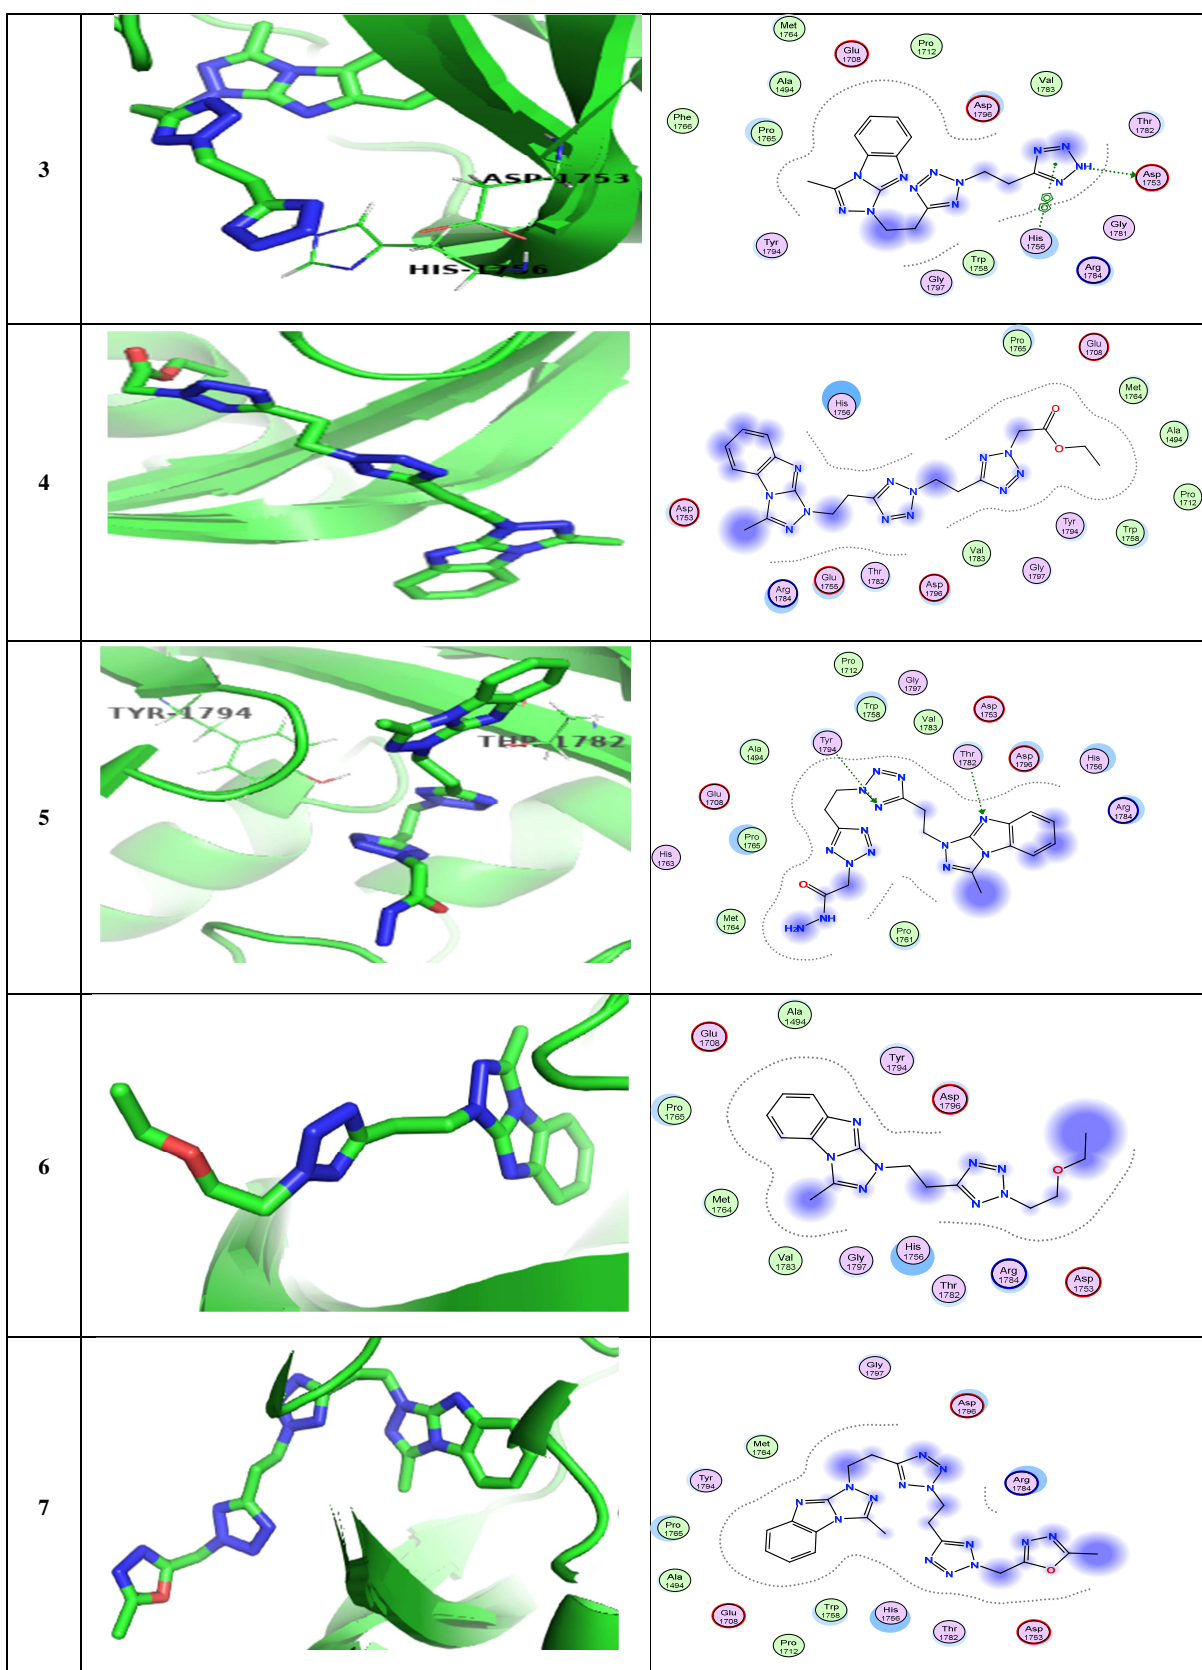 3
ASP-1753
HIS-1756
Met 1764
Glu 1708
Pro 1712
Ala 1494
Val 1783
Phe 1766
Pro 1765
Asp 1796
Thr 1782
N N N N N N N N N N N N NH
Asp 1753
Tyr 1794
His 1756
Gly 1781
Trp 1758
Arg 1784
Gly 1797
4
Pro 1765
Glu 1708
Met 1764
His 1756
Ala 1494
O
O
N N N N N N N N N N N N
Pro 1712
Asp 1753
Tyr 1794
Trp 1758
Val 1783
Gly 1797
Arg 1784
Glu 1755
Thr 1782
Asp 1796
5
TYR-1794
THR-1782
Pro 1712
Gly 1797
Trp 1758
Asp 1753
Val 1783
Ala 1494
Tyr 1794
Thr 1782
Asp 1796
His 1756
Glu 1708
Arg 1784
Pro 1765
His 1763
N N N N N N N N N N N N
O
NH
H₂N
Met 1764
Pro 1761
6
Ala 1494
Glu 1708
Tyr 1794
Pro 1765
Asp 1796
N N N N N N N N
O
Met 1764
Val 1783
Gly 1797
His 1756
Thr 1782
Arg 1784
Asp 1753
7
Gly 1797
Asp 1796
Met 1764
Tyr 1794
Arg 1784
Pro 1765
N N N N N N N N N N N N N N
O
Ala 1494
Glu 1708
Trp 1758
His 1756
Pro 1712
Thr 1782
Asp 1753